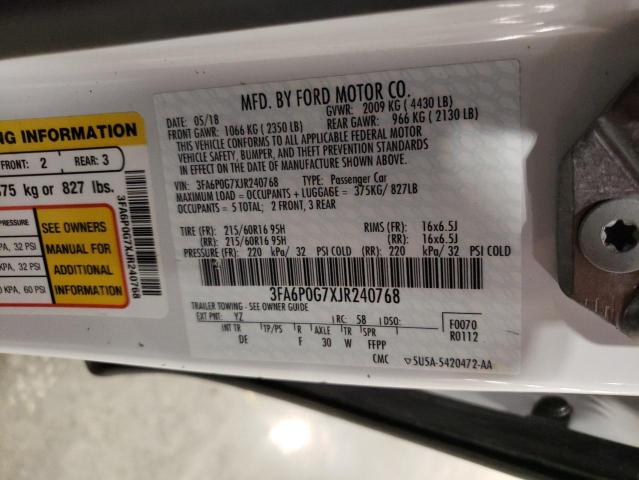 NG INFORMATION
FRONT: 2 REAR: 3
375 kg or 827 lbs.
PRESSURE
KPA, 32 PSI
KPA, 32 PSI
KPA, 60 PSI
SEE OWNERS
MANUAL FOR
ADDITIONAL
INFORMATION
3FA6P0G7XJR240768
MFD. BY FORD MOTOR CO.
DATE: 05/18 GVWR: 2009 KG ( 4430 LB)
FRONT GAWR: 1066 KG ( 2350 LB) REAR GAWR: 966 KG ( 2130 LB)
THIS VEHICLE CONFORMS TO ALL APPLICABLE FEDERAL MOTOR
VEHICLE SAFETY, BUMPER, AND THEFT PREVENTION STANDARDS
IN EFFECT ON THE DATE OF MANUFACTURE SHOWN ABOVE.
VIN: 3FA6P0G7XJR240768 TYPE: Passenger Car
MAXIMUM LOAD = OCCUPANTS + LUGGAGE = 375KG/ 827LB
OCCUPANTS = 5 TOTAL; 2 FRONT, 3 REAR
TIRE (FR): 215/60R16 95H RIMS (FR): 16x6.5J
(RR): 215/60R16 95H (RR): 16x6.5J
PRESSURE (FR): 220 kPa/ 32 PSI COLD (RR): 220 kPa/ 32 PSI COLD
3FA6P0G7XJR240768
TRAILER TOWING - SEE OWNER GUIDE
EXT PNT: YZ RC: 58 DSO: F0070
INT TR TP/PS R AXLE TR SPR R0112
DE F 30 W FFPP
CMC 5U5A-5420472-AA